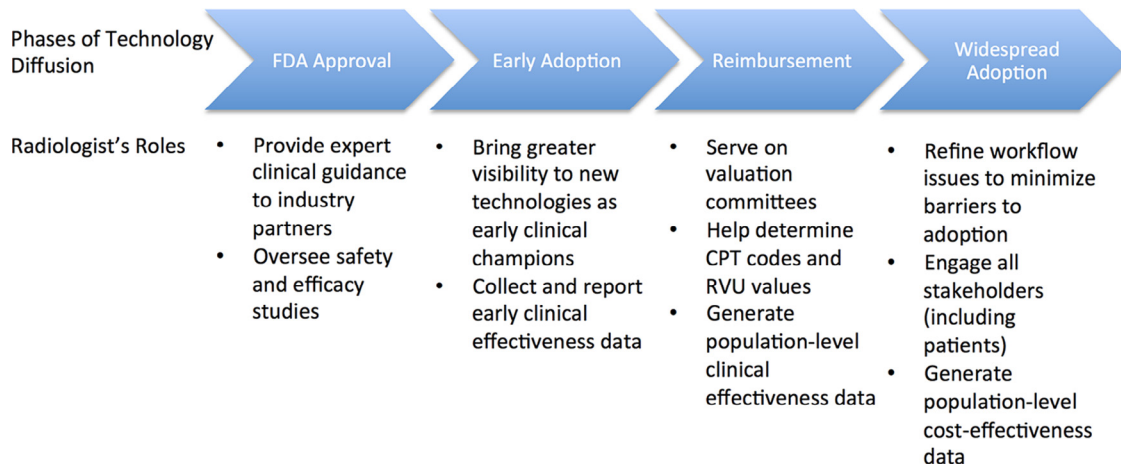 Phases of Technology
Diffusion
FDA Approval
Early Adoption
Reimbursement
Widespread
Adoption
Radiologist's Roles
• Provide expert
clinical guidance
to industry
partners
• Oversee safety
and efficacy
studies
• Bring greater
visibility to new
technologies as
early clinical
champions
• Collect and report
early clinical
effectiveness data
• Serve on
valuation
committees
• Help determine
CPT codes and
RVU values
• Generate
population-level
clinical
effectiveness data
• Refine workflow
issues to minimize
barriers to
adoption
• Engage all
stakeholders
(including
patients)
• Generate
population-level
cost-effectiveness
data